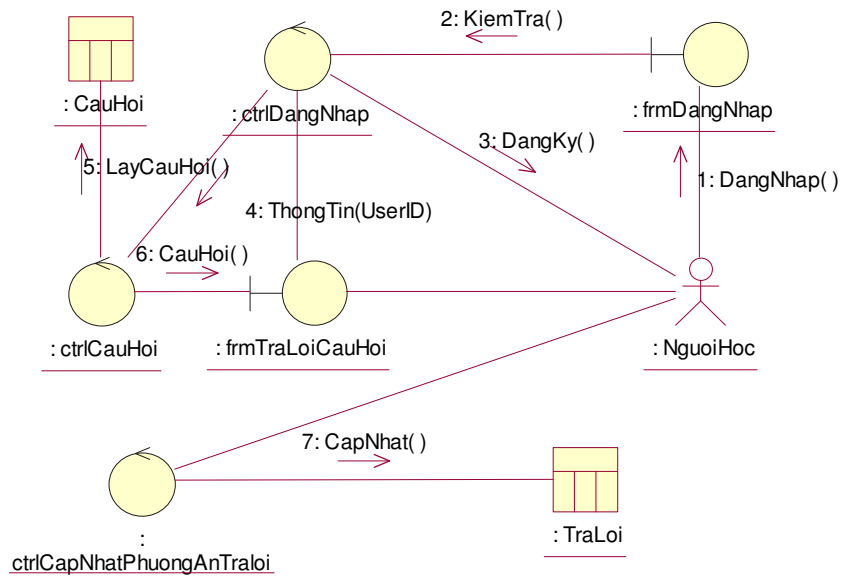 2: KiemTra( )
: CauHoi
: ctrlDangNhap
: frmDangNhap
3: DangKy( )
5: LayCauHoi( )
1: DangNhap( )
4: ThongTin(UserID)
6: CauHoi( )
: ctrlCauHoi
: frmTraLoiCauHoi
: NguoiHoc
7: CapNhat( )
: TraLoi
:
ctrlCapNhatPhuongAnTraloi